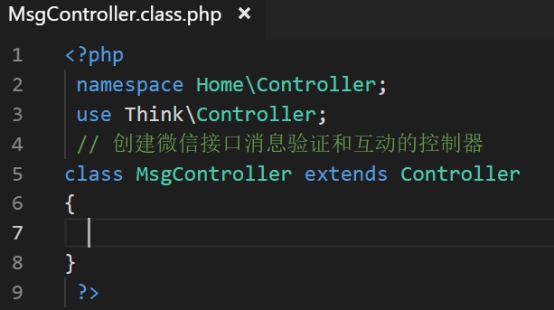 MsgController.class.php ×
1 <?php
2 namespace Home\Controller;
3 use Think\Controller;
4 // 创建微信接口消息验证和互动的控制器
5 class MsgController extends Controller
6 {
7
8 }
9 ?>